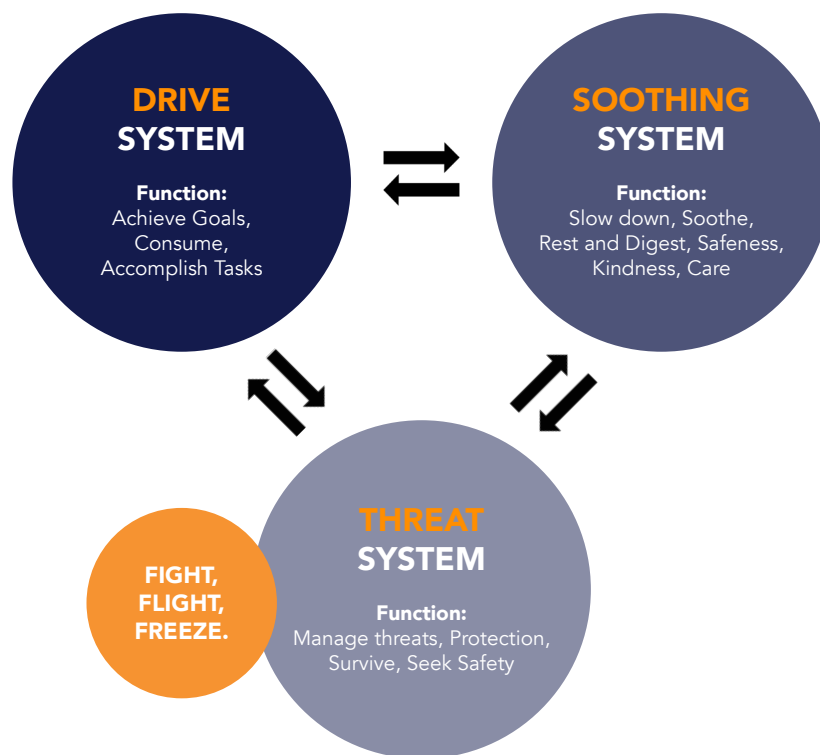 DRIVE
SYSTEM
Function:
Achieve Goals,
Consume,
Accomplish Tasks
SOOTHING
SYSTEM
Function:
Slow down, Soothe,
Rest and Digest, Safeness,
Kindness, Care
THREAT
SYSTEM
Function:
Manage threats, Protection,
Survive, Seek Safety
FIGHT,
FLIGHT,
FREEZE.